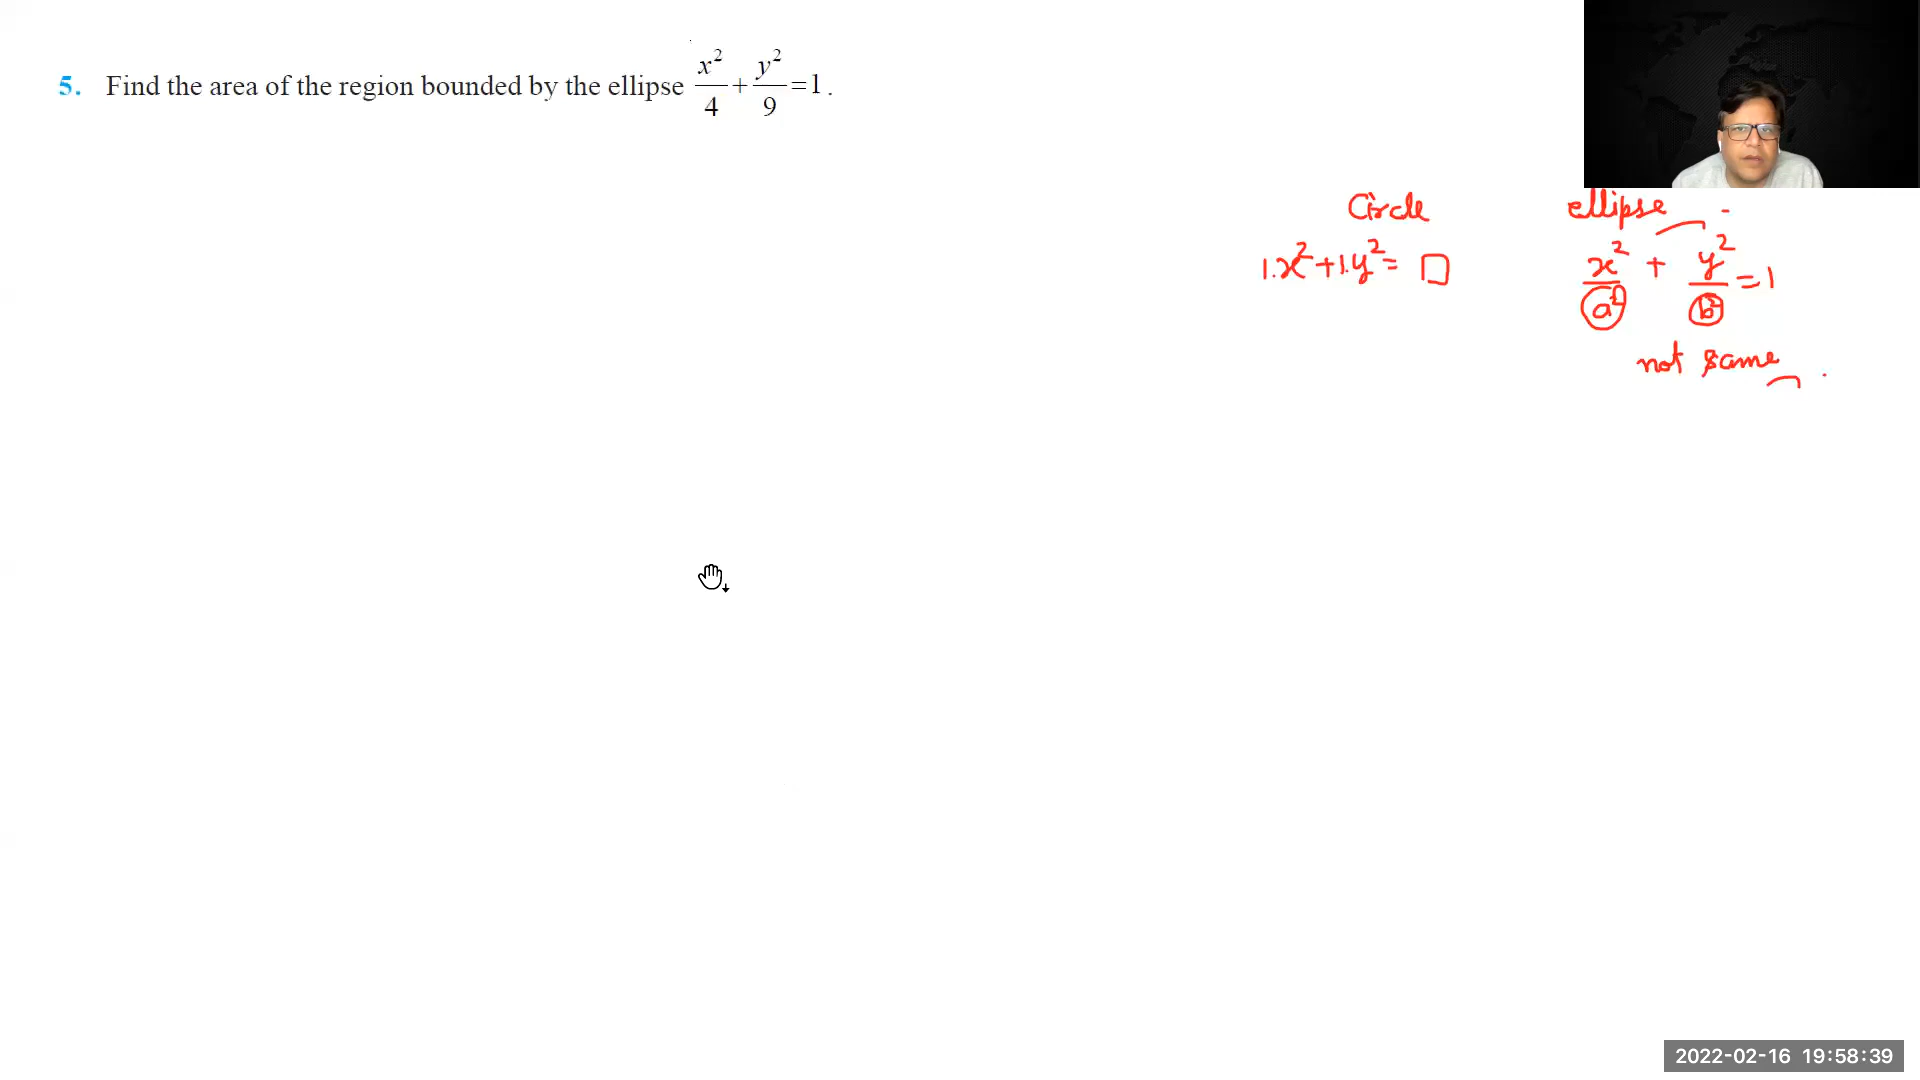 5. Find the area of the region bounded by the ellipse x²/4 + y²/9 = 1.
Circle ellipse
1.x² + 1.y² = □ x²/a² + y²/b² = 1
not same
2022-02-16 19:58:39